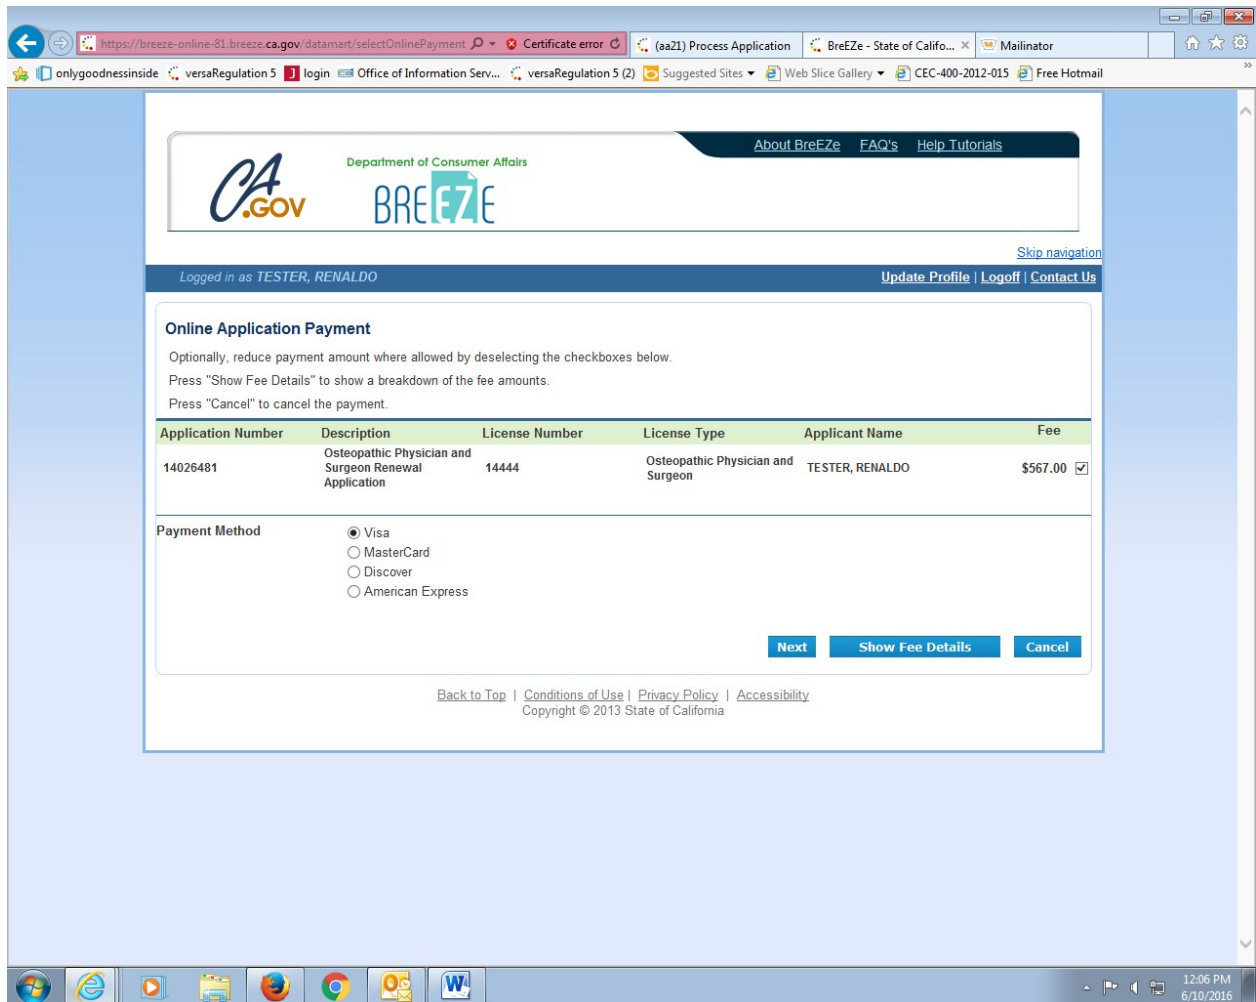 https://breeze-online-81.breeze.ca.gov/datamart/selectOnlinePayment Certificate error (aa21) Process Application BreEZe - State of Califo... Mailinator
onlygoodnessinside versaRegulation 5 login Office of Information Serv... versaRegulation 5 (2) Suggested Sites Web Slice Gallery CEC-400-2012-015 Free Hotmail
About BreEZe FAQ's Help Tutorials
CA.GOV
Department of Consumer Affairs
BREEZE
Skip navigation
Logged in as TESTER, RENALDO Update Profile | Logoff | Contact Us
Online Application Payment
Optionally, reduce payment amount where allowed by deselecting the checkboxes below.
Press "Show Fee Details" to show a breakdown of the fee amounts.
Press "Cancel" to cancel the payment.
Application Number Description License Number License Type Applicant Name Fee
14026481 Osteopathic Physician and Surgeon Renewal Application 14444 Osteopathic Physician and Surgeon TESTER, RENALDO $567.00
Payment Method Visa
MasterCard
Discover
American Express
Next Show Fee Details Cancel
Back to Top | Conditions of Use | Privacy Policy | Accessibility
Copyright © 2013 State of California
12:06 PM
6/10/2016